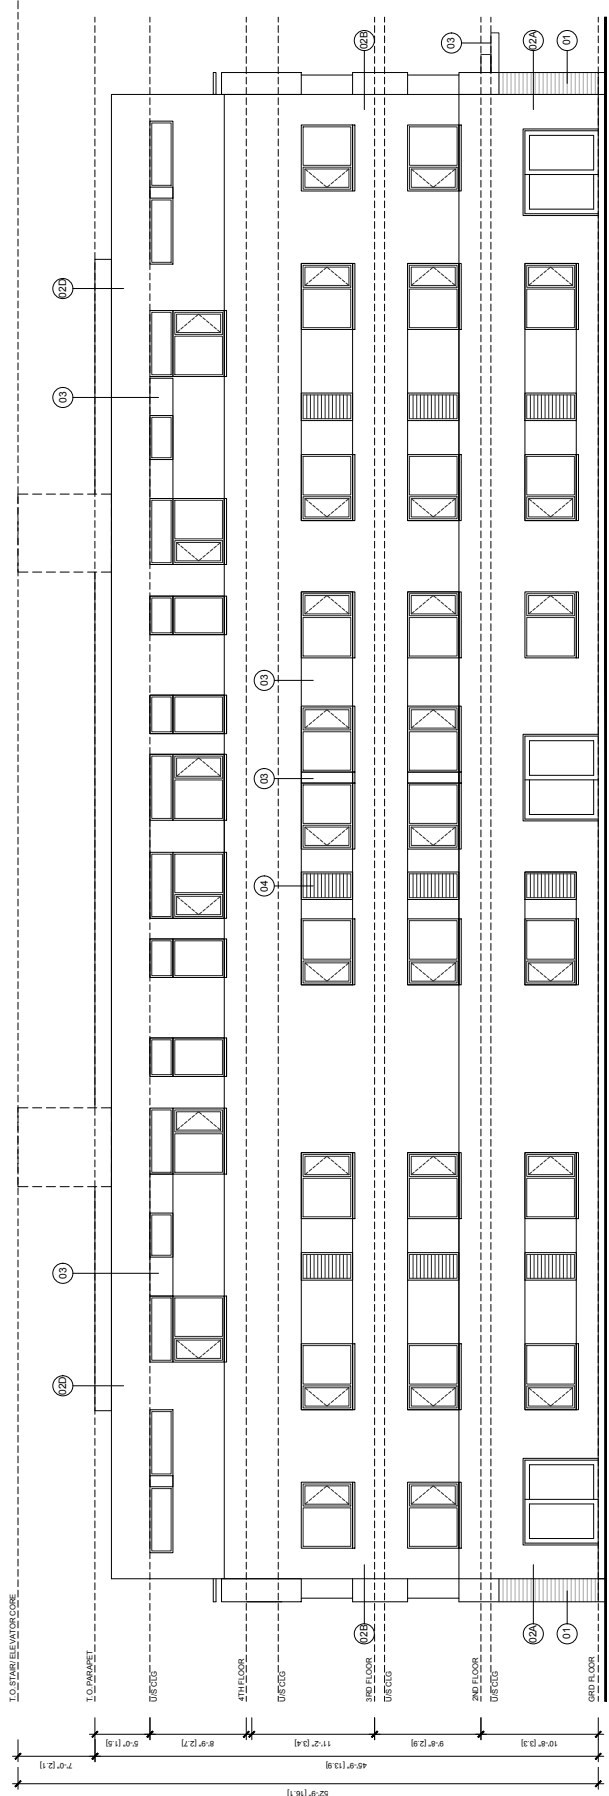 T.O. STAIR/ELEVATOR CORE
T.O. PARAPET
U/S CLG
4TH FLOOR
U/S CLG
3RD FLOOR
U/S CLG
2ND FLOOR
U/S CLG
GRD FLOOR
52'-9" [16.1]
7'-0" [2.1]
45'-9" [13.9]
5'-0" [1.5]
8'-9" [2.7]
11'-2" [3.4]
9'-8" [2.9]
10'-8" [3.3]
02D
03
03
02D
04
03
03
02B
02B
03
02A
02A
01
01